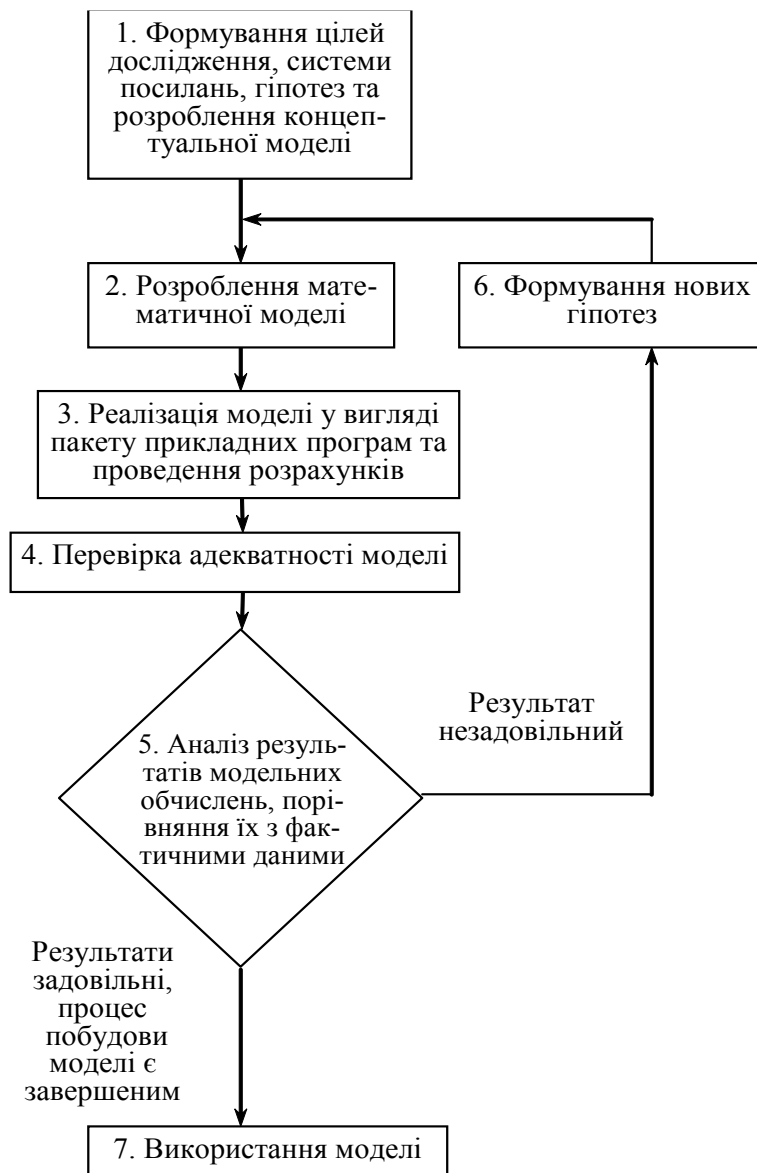 1. Формування цілей
дослідження, системи
посилань, гіпотез та
розроблення концеп-
туальної моделі
2. Розроблення мате-
матичної моделі
6. Формування нових
гіпотез
3. Реалізація моделі у вигляді
пакету прикладних програм та
проведення розрахунків
4. Перевірка адекватності моделі
Результат
незадовільний
5. Аналіз резуль-
татів модельних
обчислень, порі-
вняння їх з фак-
тичними даними
Результати
задовільні,
процес
побудови
моделі є
завершеним
7. Використання моделі